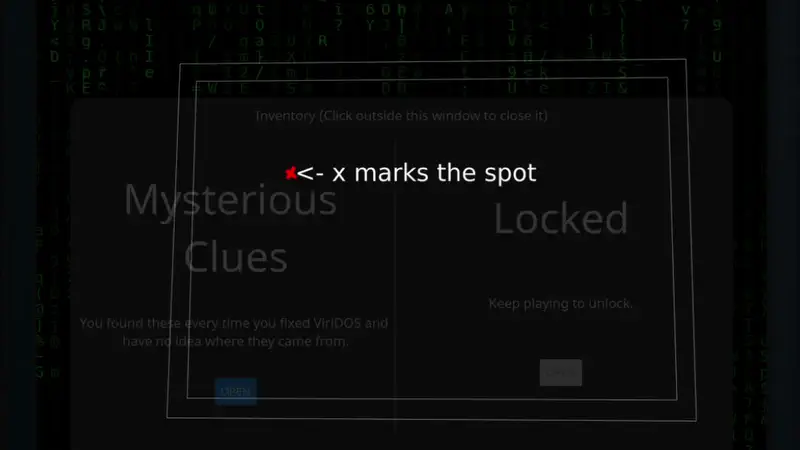 Inventory (Click outside this window to close it)
<- x marks the spot
Mysterious
Clues
Locked
Keep playing to unlock.
You found these every time you fixed ViriDOS and
have no idea where they came from.
OPEN